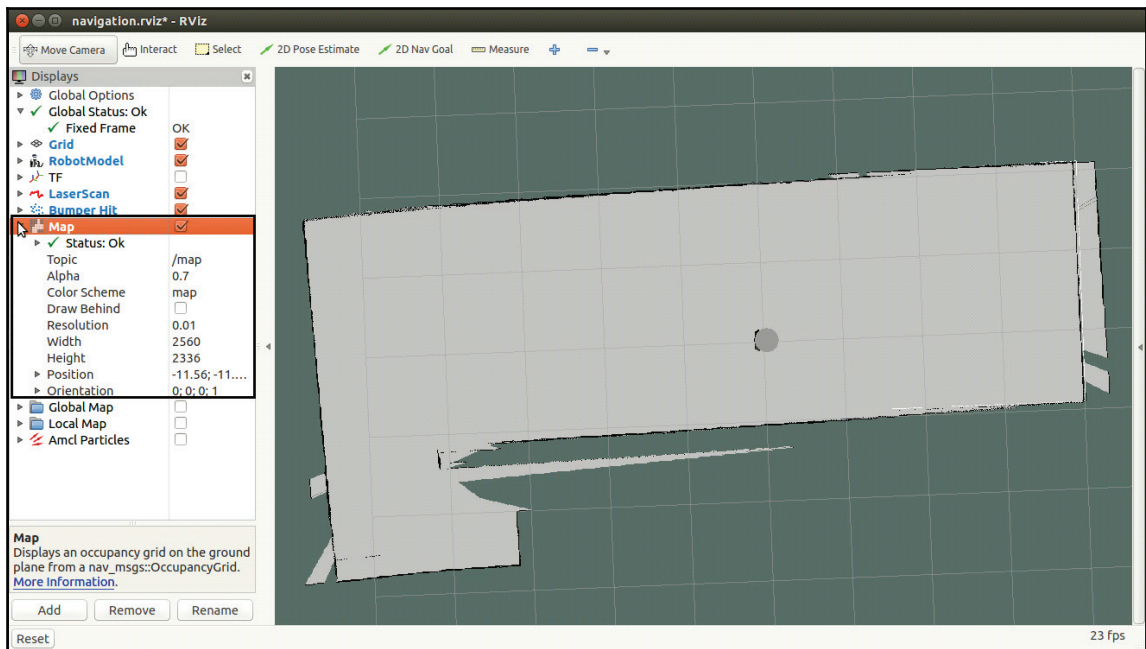 navigation.rviz* - RViz
Move Camera Interact Select 2D Pose Estimate 2D Nav Goal Measure
Displays
Global Options
Global Status: Ok
Fixed Frame OK
Grid
RobotModel
TF
LaserScan
Bumper Hit
Map
Status: Ok
Topic /map
Alpha 0.7
Color Scheme map
Draw Behind
Resolution 0.01
Width 2560
Height 2336
Position -11.56; -11....
Orientation 0; 0; 0; 1
Global Map
Local Map
Amcl Particles
Map
Displays an occupancy grid on the ground
plane from a nav_msgs::OccupancyGrid.
More Information.
Add Remove Rename
Reset 23 fps